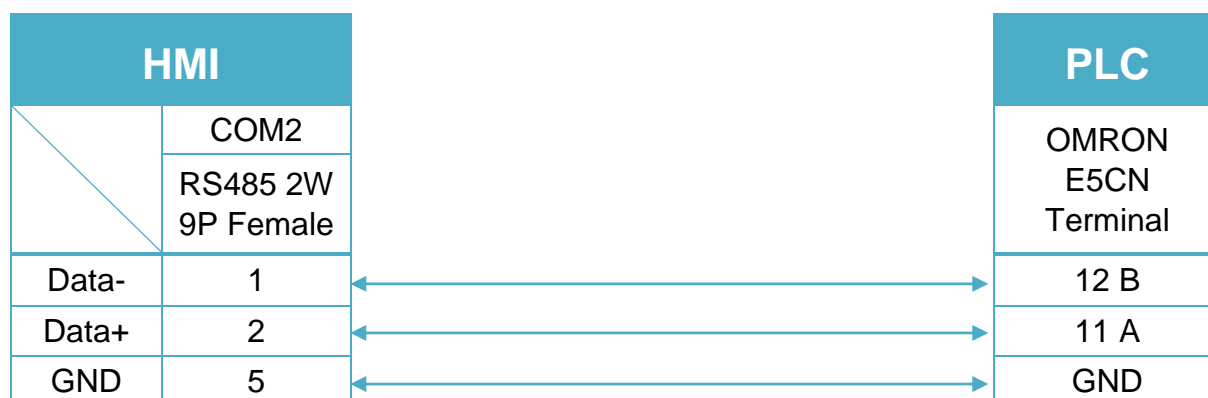 HMI PLC
COM2
OMRON
E5CN
Terminal
RS485 2W
9P Female
Data- 1 12 B
Data+ 2 11 A
GND 5 GND